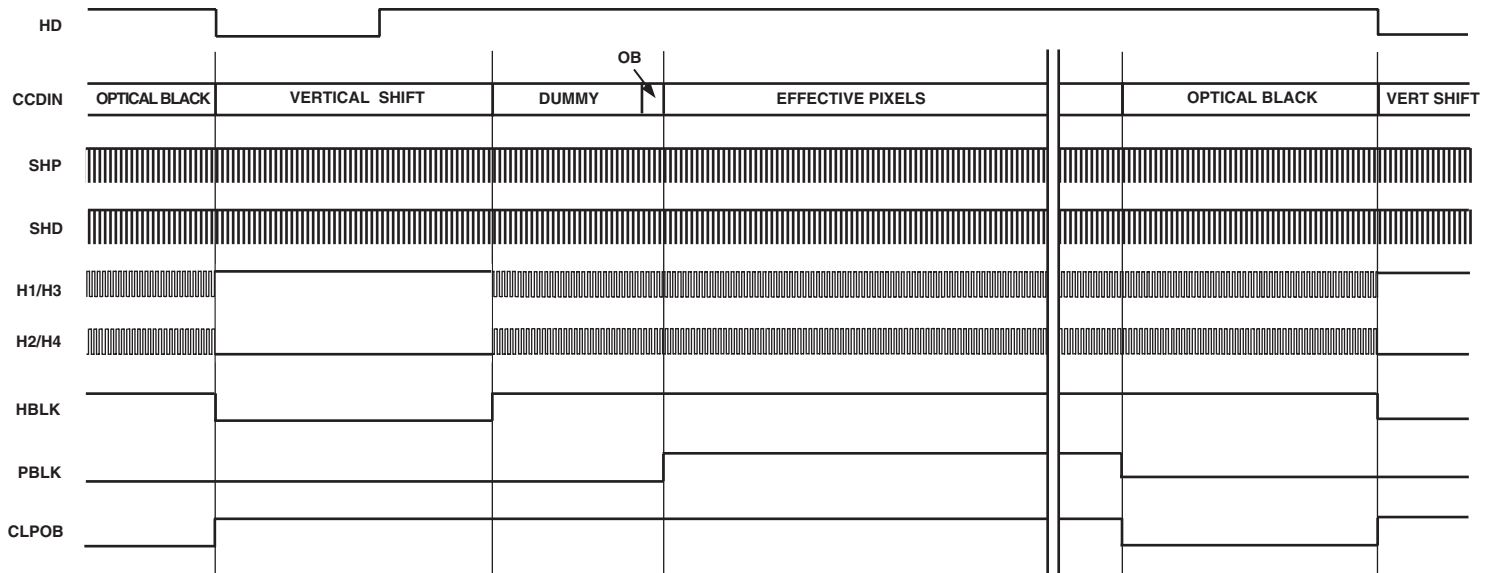 HD
OB
CCDIN OPTICAL BLACK VERTICAL SHIFT DUMMY EFFECTIVE PIXELS OPTICAL BLACK VERT SHIFT
SHP
SHD
H1/H3
H2/H4
HBLK
PBLK
CLPOB